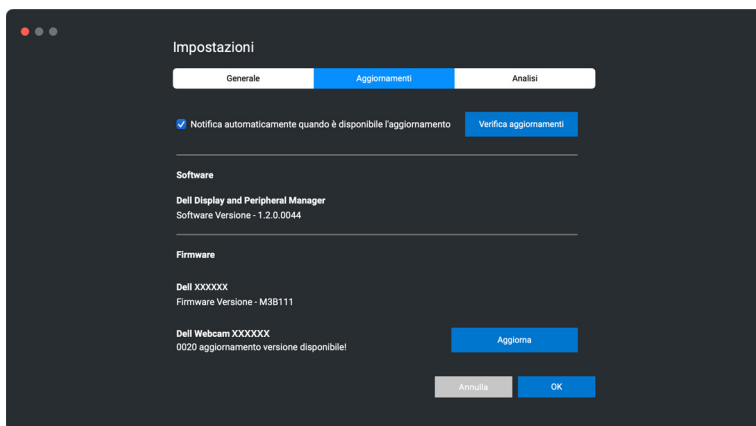 Impostazioni
Generale
Aggiornamenti
Analisi
Notifica automaticamente quando è disponibile l'aggiornamento
Verifica aggiornamenti
Software
Dell Display and Peripheral Manager
Software Versione - 1.2.0.0044
Firmware
Dell XXXXXX
Firmware Versione - M3B111
Dell Webcam XXXXXX
0020 aggiornamento versione disponibile!
Aggiorna
Annulla
OK